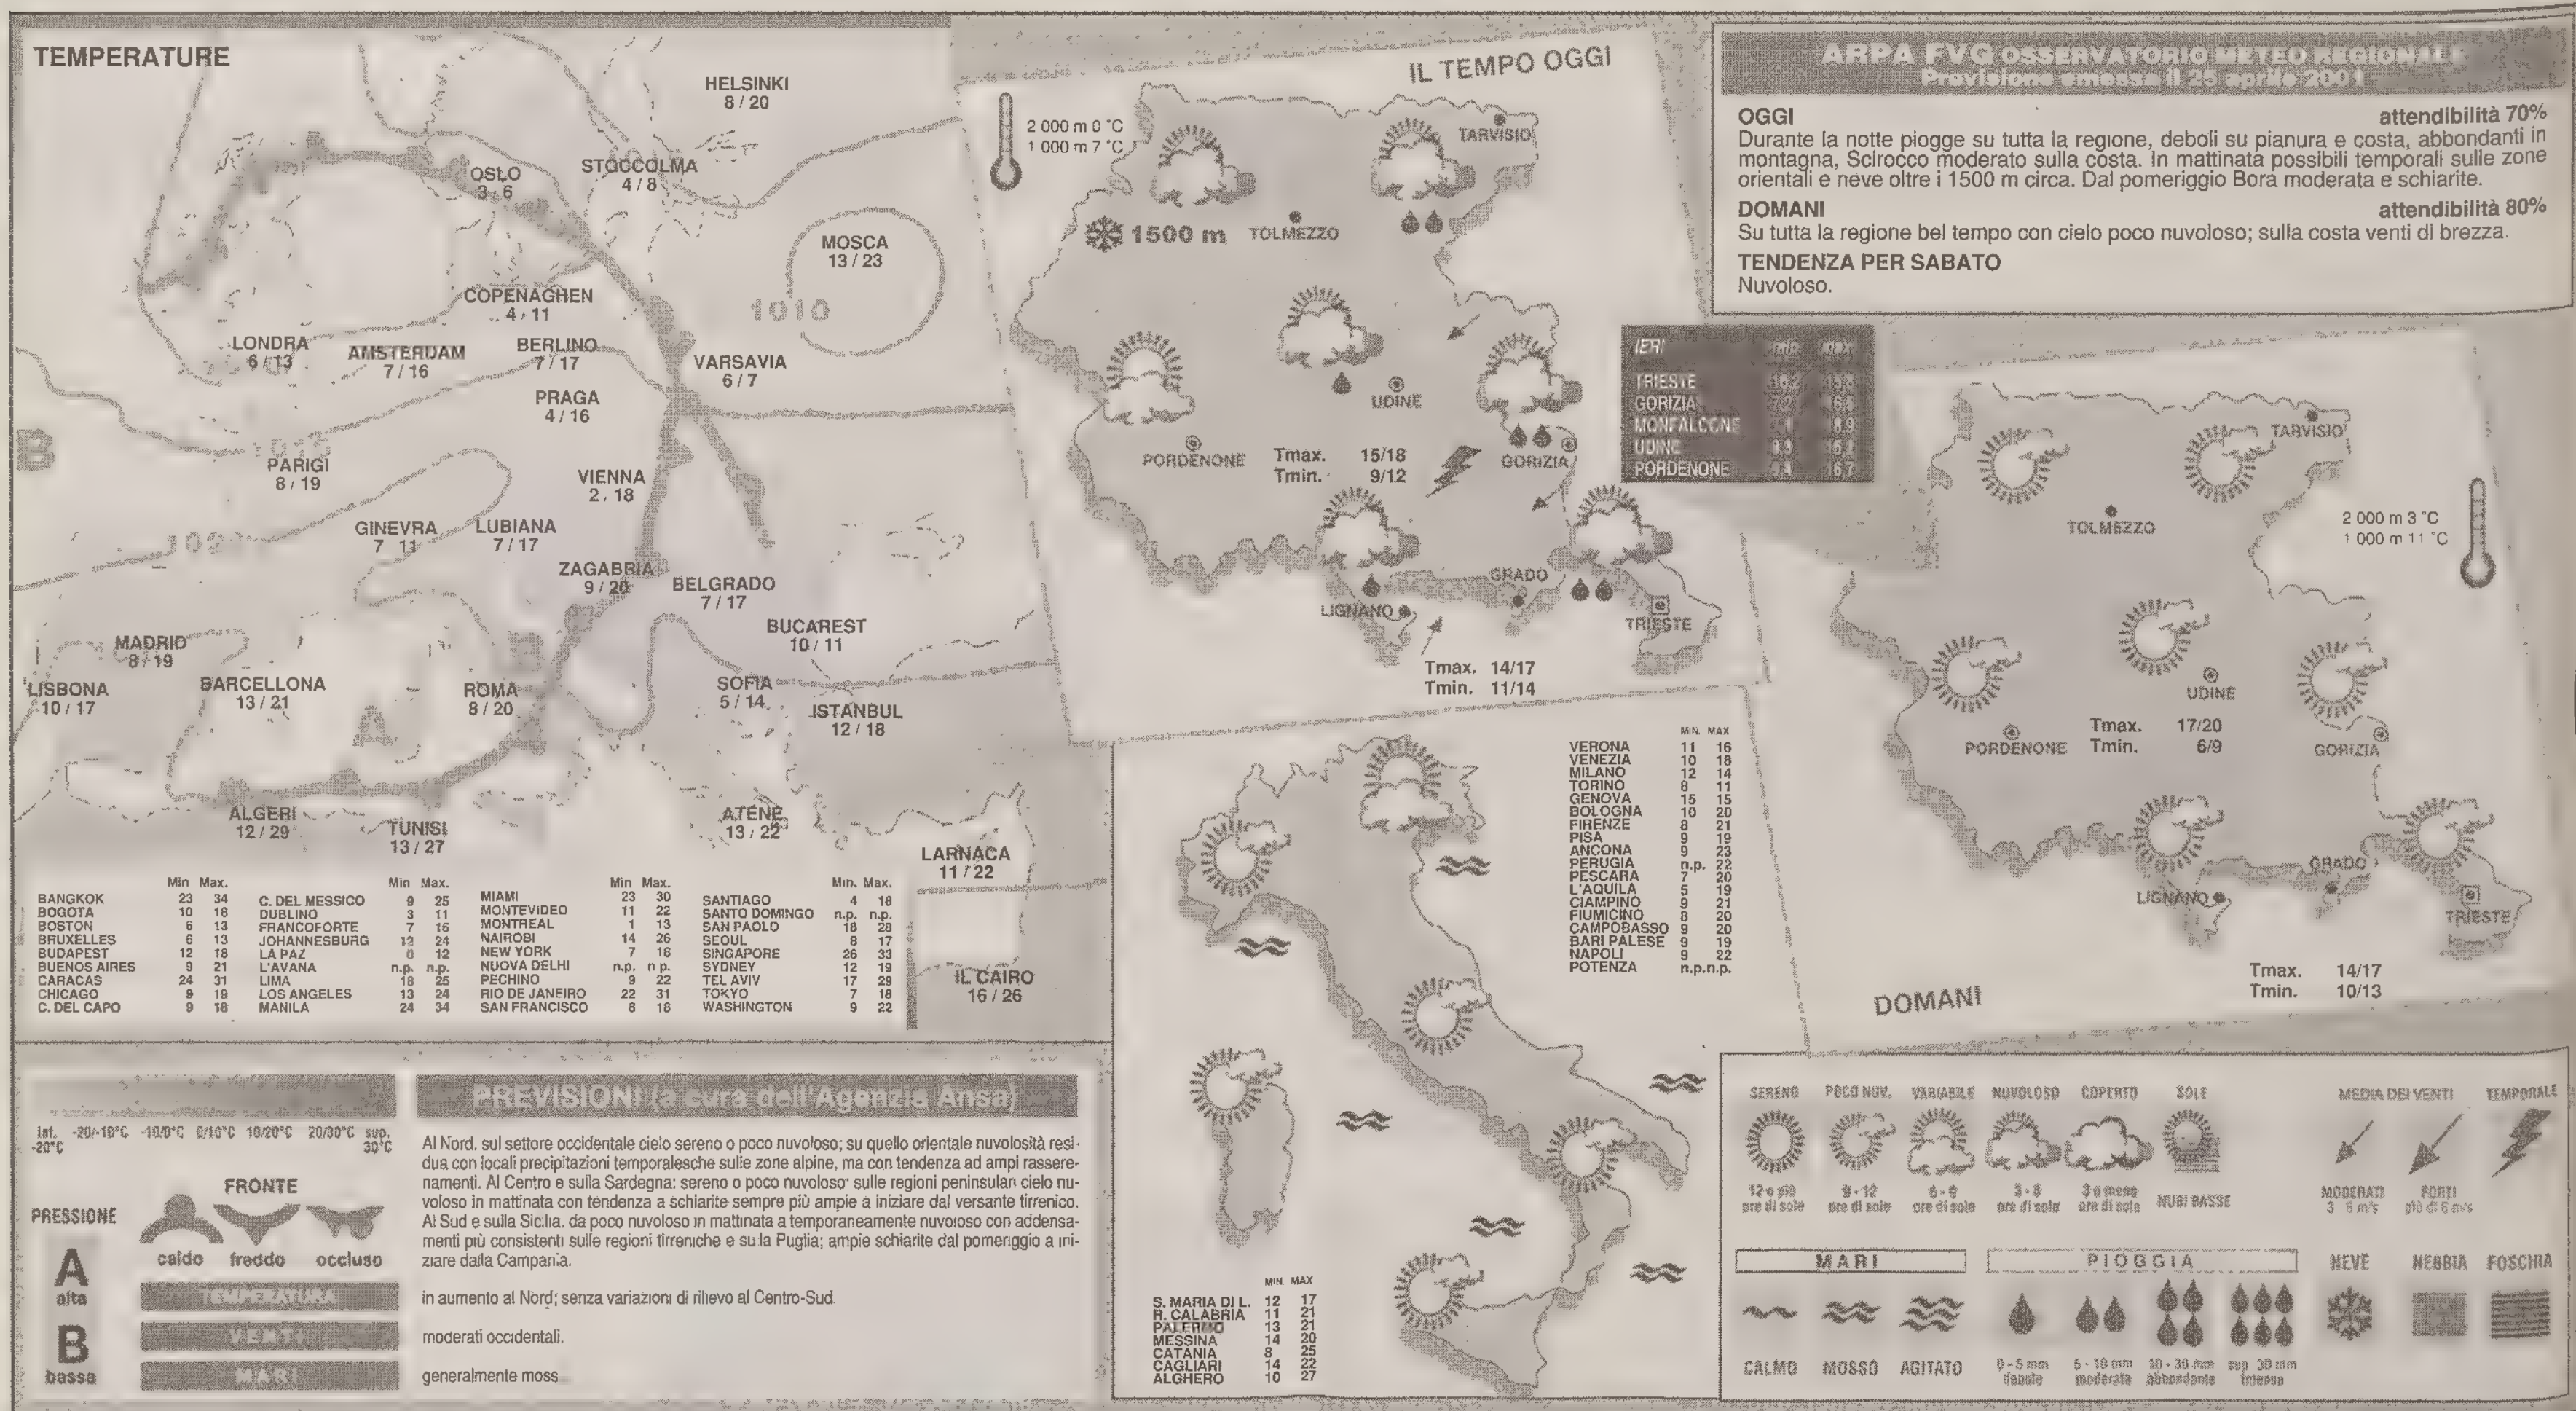 TEMPERATURE
HELSINKI
8 / 20
OSLO
3 / 6
STOCCOLMA
4 / 8
MOSCA
13 / 23
1010
COPENAGHEN
4 / 11
LONDRA
6 / 13
AMSTERDAM
7 / 16
BERLINO
7 / 17
VARSAVIA
6 / 7
PRAGA
4 / 16
B
1015
PARIGI
8 / 19
VIENNA
2 . 18
GINEVRA
7 11
LUBIANA
7 / 17
ZAGABRIA
9 / 20
BELGRADO
7 / 17
BUCAREST
10 / 11
MADRID
8 / 19
LISBONA
10 / 17
BARCELLONA
13 / 21
ROMA
8 / 20
SOFIA
5 / 14
ISTANBUL
12 / 18
A
ALGERI
12 / 29
TUNISI
13 / 27
ATENE
13 / 22
LARNACA
11 / 22
IL CAIRO
16 / 26
Min Max.
BANGKOK 23 34
BOGOTA 10 18
BOSTON 6 13
BRUXELLES 6 13
BUDAPEST 12 18
BUENOS AIRES 9 21
CARACAS 24 31
CHICAGO 9 19
C. DEL CAPO 9 18
Min Max.
C. DEL MESSICO 9 25
DUBLINO 3 11
FRANCOFORTE 7 16
JOHANNESBURG 12 24
LA PAZ 0 12
L'AVANA n.p. n.p.
LIMA 18 25
LOS ANGELES 13 24
MANILA 24 34
Min Max.
MIAMI 23 30
MONTEVIDEO 11 22
MONTREAL 1 13
NAIROBI 14 26
NEW YORK 7 18
NUOVA DELHI n.p. n p.
PECHINO 9 22
RIO DE JANEIRO 22 31
SAN FRANCISCO 8 18
Min. Max.
SANTIAGO 4 18
SANTO DOMINGO n.p. n.p.
SAN PAOLO 18 28
SEOUL 8 17
SINGAPORE 26 33
SYDNEY 12 19
TEL AVIV 17 29
TOKYO 7 18
WASHINGTON 9 22
IL TEMPO OGGI
2 000 m 0 °C
1 000 m 7 °C
TARVISIO
1500 m
TOLMEZZO
UDINE
PORDENONE
Tmax. 15/18
Tmin. 9/12
GORIZIA
GRADO
LIGNANO
TRIESTE
Tmax. 14/17
Tmin. 11/14
ARPA FVG OSSERVATORIO METEO REGIONALE
Previsione emessa il 25 aprile 2001
OGGI attendibilità 70%
Durante la notte piogge su tutta la regione, deboli su pianura e costa, abbondanti in
montagna, Scirocco moderato sulla costa. In mattinata possibili temporali sulle zone
orientali e neve oltre i 1500 m circa. Dal pomeriggio Bora moderata e schiarite.
DOMANI attendibilità 80%
Su tutta la regione bel tempo con cielo poco nuvoloso; sulla costa venti di brezza.
TENDENZA PER SABATO
Nuvoloso.
IERI min max
TRIESTE
GORIZIA
MONFALCONE
UDINE
PORDENONE
TARVISIO
TOLMEZZO
2 000 m 3 °C
1 000 m 11 °C
UDINE
PORDENONE
Tmax. 17/20
Tmin. 6/9
GORIZIA
GRADO
LIGNANO
TRIESTE
Tmax. 14/17
Tmin. 10/13
DOMANI
MIN. MAX
VERONA 11 16
VENEZIA 10 18
MILANO 12 14
TORINO 8 11
GENOVA 15 15
BOLOGNA 10 20
FIRENZE 8 21
PISA 9 19
ANCONA 9 23
PERUGIA n.p. 22
PESCARA 7 20
L'AQUILA 5 19
CIAMPINO 9 21
FIUMICINO 8 20
CAMPOBASSO 9 20
BARI PALESE 9 19
NAPOLI 9 22
POTENZA n.p.n.p.
MIN. MAX
S. MARIA DI L. 12 17
R. CALABRIA 11 21
PALERMO 13 21
MESSINA 14 20
CATANIA 8 25
CAGLIARI 14 22
ALGHERO 10 27
inf. -20°C -20/-10°C -10/0°C 0/10°C 10/20°C 20/30°C sup. 30°C
FRONTE
PRESSIONE
caldo freddo occluso
A
alta
B
bassa
PREVISIONI (a cura dell'Agenzia Ansa)
Al Nord. sul settore occidentale cielo sereno o poco nuvoloso; su quello orientale nuvolosità resi-
dua con locali precipitazioni temporalesche sulle zone alpine, ma con tendenza ad ampi rassere-
namenti. Al Centro e sulla Sardegna: sereno o poco nuvoloso· sulle regioni peninsulari cielo nu-
voloso in mattinata con tendenza a schiarite sempre più ampie a iniziare dal versante tirrenico.
Al Sud e sulla Sicilia. da poco nuvoloso in mattinata a temporaneamente nuvoloso con addensa-
menti più consistenti sulle regioni tirreniche e su la Puglia; ampie schiarite dal pomeriggio a ini-
ziare dalla Campania.
TEMPERATURA
in aumento al Nord; senza variazioni di rilievo al Centro-Sud
VENTI
moderati occidentali.
MARI
generalmente moss
SERENO POCO NUV. VARIABILE NUVOLOSO COPERTO SOLE MEDIA DEI VENTI TEMPORALE
12 o più ore di sole
9 - 12 ore di sole
6 - 9 ore di sole
3 - 6 ore di sole
3 o meno ore di sole
NUBI BASSE
MODERATI 3 6 m/s
FORTI più di 6 m/s
MARI PIOGGIA NEVE NEBBIA FOSCHIA
CALMO MOSSO AGITATO
0 - 5 mm debole
5 - 10 mm moderata
10 - 30 mm abbondante
sup 30 mm intensa